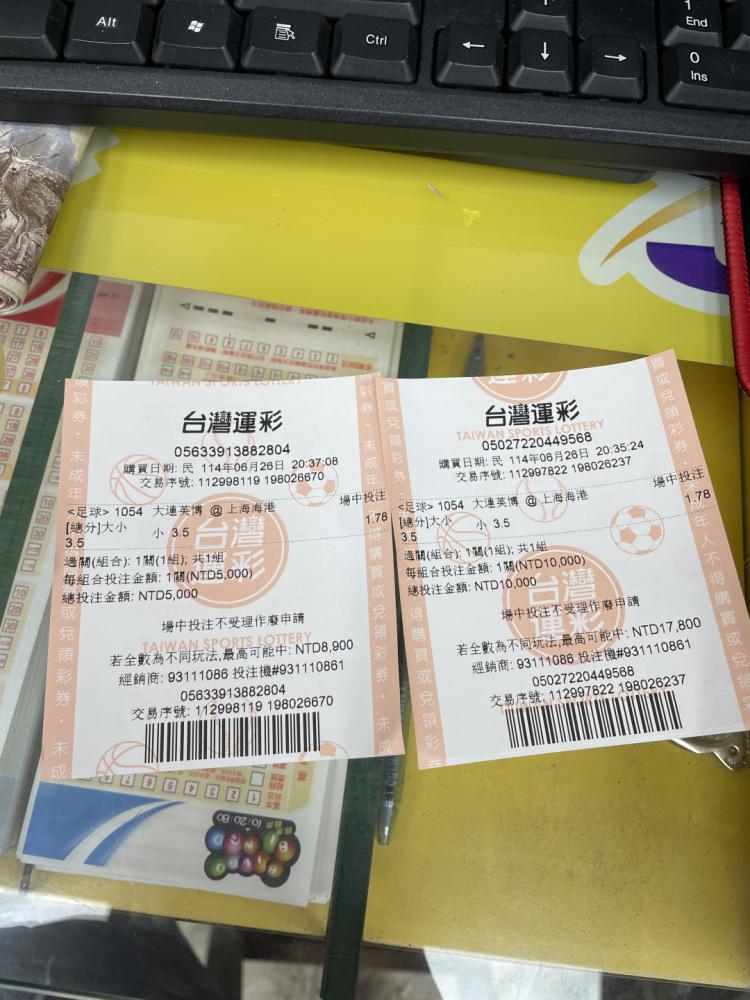 Alt
Ctrl
1
End
0
Ins
TAIWAN SPORTS LOTTERY
台灣運彩
05633913882804
購買日期: 民 114年06月26日 20:37:08
交易序號: 112998119 198026670
<足球> 1054 大連英博 @ 上海海港 場中投注
[總分]大小 小 3.5 1.78
3.5
過關(組合): 1關(1組); 共1組
每組合投注金額: 1關(NTD5,000)
總投注金額: NTD5,000
場中投注不受理作廢申請
TAIWAN SPORTS LOTTERY
若全數為不同玩法,最高可能中: NTD8,900
經銷商: 93111086 投注機#931110861
05633913882804
交易序號: 112998119 198026670
台灣運彩
TAIWAN SPORTS LOTTERY
05027220449568
購買日期: 民 114年06月26日 20:35:24
交易序號: 112997822 198026237
<足球> 1054 大連英博 @ 上海海港 場中投注
[總分]大小 小 3.5 1.78
3.5
過關(組合): 1關(1組); 共1組
每組合投注金額: 1關(NTD10,000)
總投注金額: NTD10,000
場中投注不受理作廢申請
若全數為不同玩法,最高可能中: NTD17,800
經銷商: 93111086 投注機#931110861
05027220449568
交易序號: 112997822 198026237